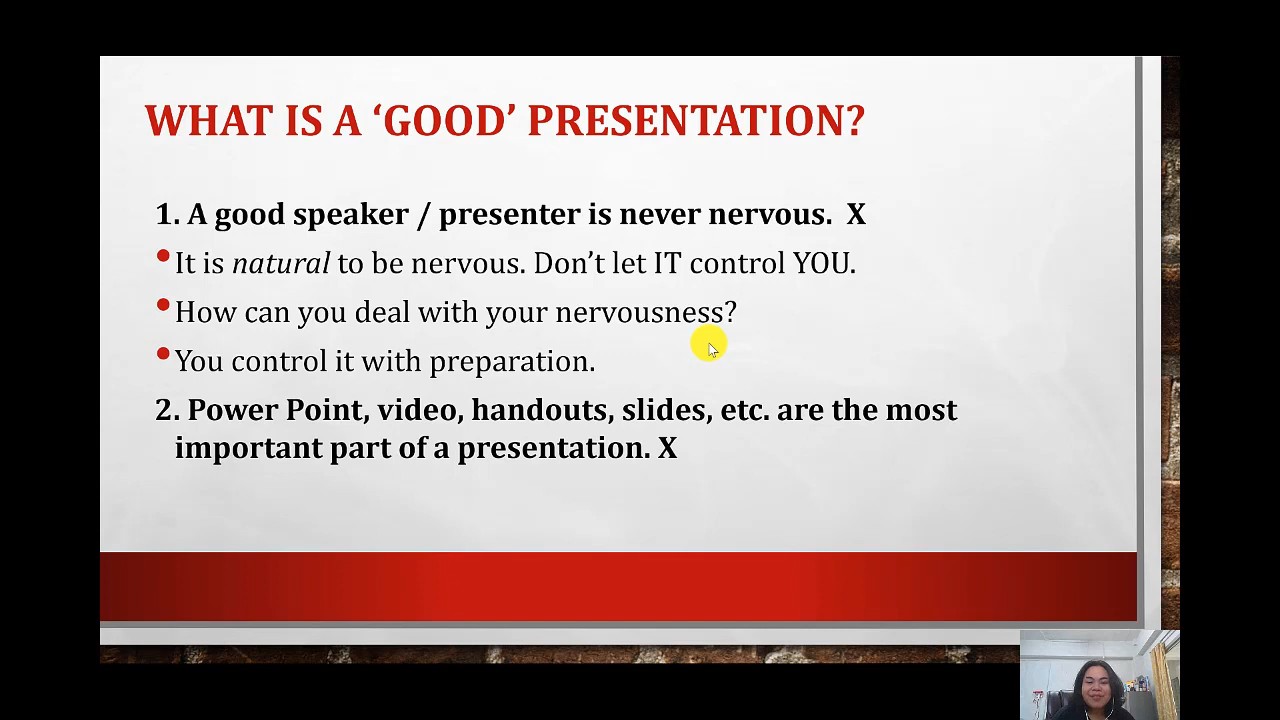 WHAT IS A ‘GOOD’ PRESENTATION?
1. A good speaker / presenter is never nervous. X
•It is natural to be nervous. Don’t let IT control YOU.
•How can you deal with your nervousness?
•You control it with preparation.
2. Power Point, video, handouts, slides, etc. are the most
important part of a presentation. X